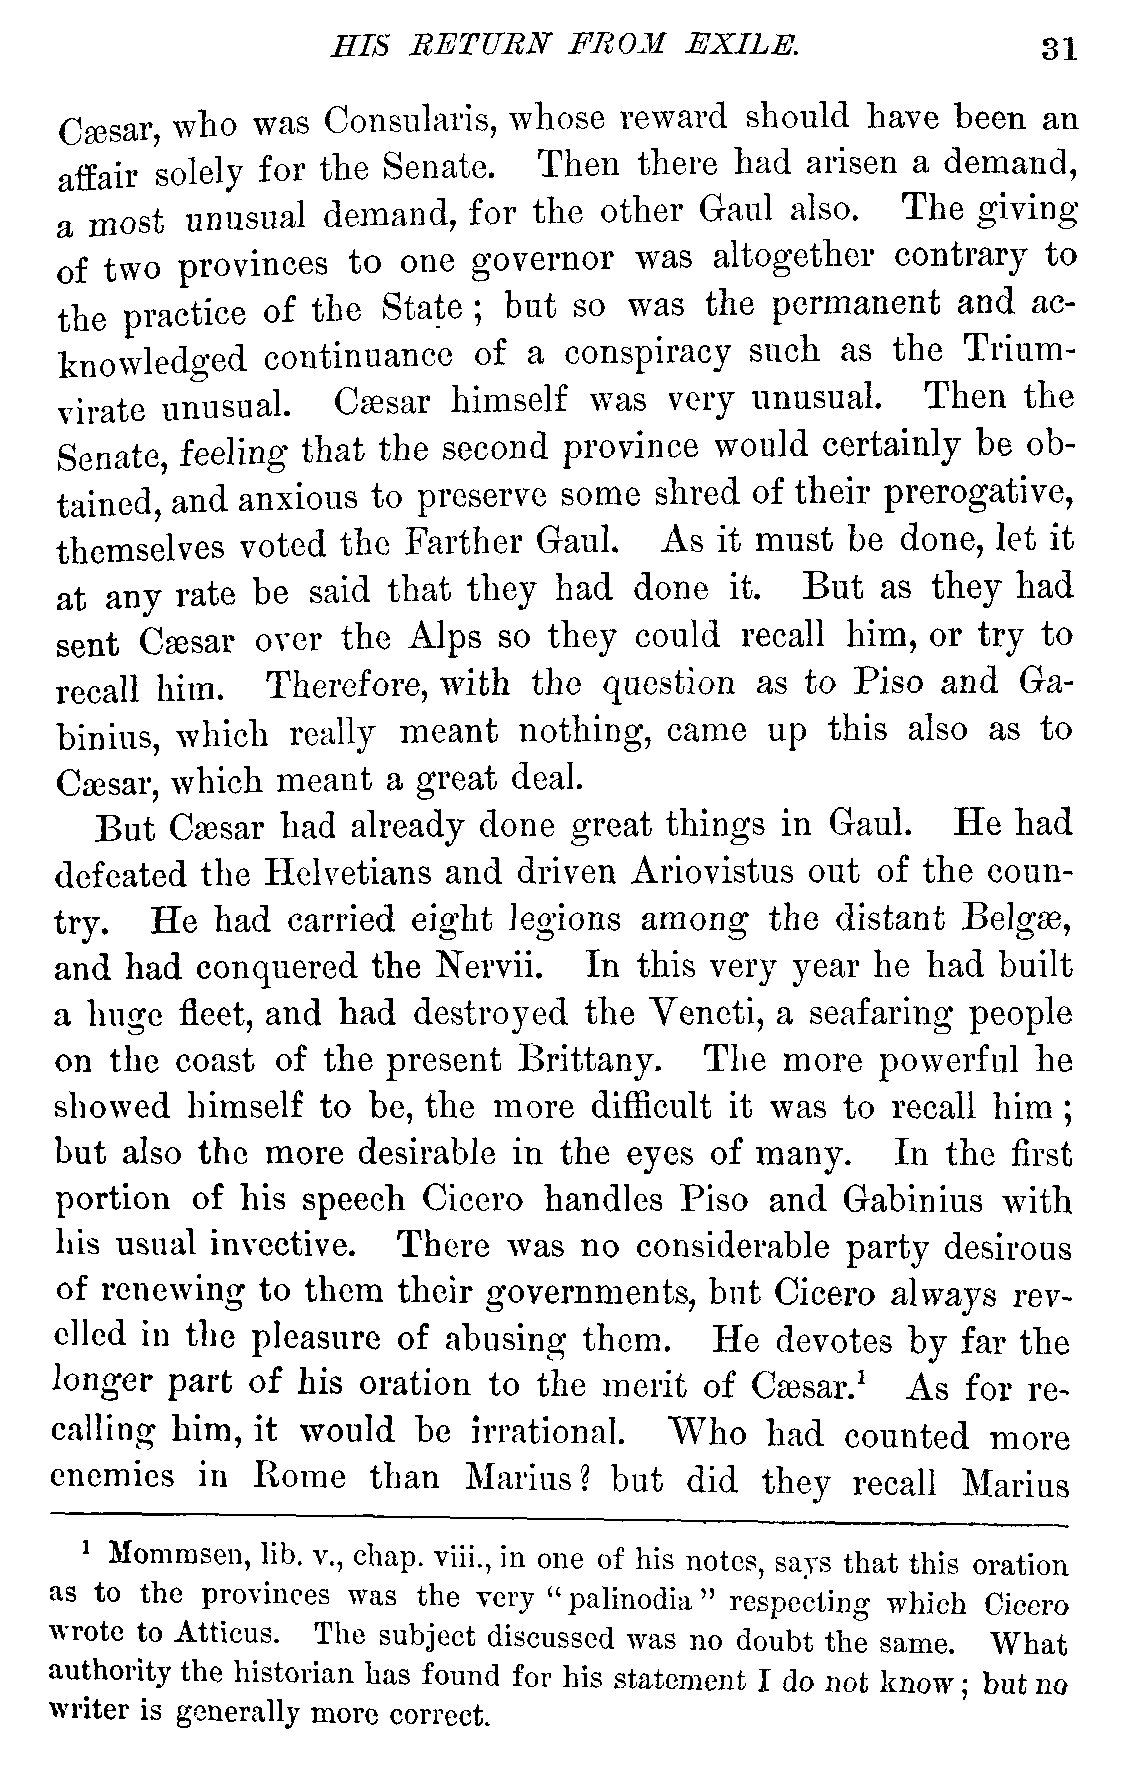 HIS RETURN FROM EXILE. 31
Cæsar, who was Consularis, whose reward should have been an
affair solely for the Senate. Then there had arisen a demand,
a most unusual demand, for the other Gaul also. The giving
of two provinces to one governor was altogether contrary to
the practice of the State; but so was the permanent and ac-
knowledged continuance of a conspiracy such as the Trium-
virate unusual. Cæsar himself was very unusual. Then the
Senate, feeling that the second province would certainly be ob-
tained, and anxious to preserve some shred of their prerogative,
themselves voted the Farther Gaul. As it must be done, let it
at any rate be said that they had done it. But as they had
sent Cæsar over the Alps so they could recall him, or try to
recall him. Therefore, with the question as to Piso and Ga-
binius, which really meant nothing, came up this also as to
Cæsar, which meant a great deal.
But Cæsar had already done great things in Gaul. He had
defeated the Helvetians and driven Ariovistus out of the coun-
try. He had carried eight legions among the distant Belgæ,
and had conquered the Nervii. In this very year he had built
a huge fleet, and had destroyed the Veneti, a seafaring people
on the coast of the present Brittany. The more powerful he
showed himself to be, the more difficult it was to recall him;
but also the more desirable in the eyes of many. In the first
portion of his speech Cicero handles Piso and Gabinius with
his usual invective. There was no considerable party desirous
of renewing to them their governments, but Cicero always rev-
elled in the pleasure of abusing them. He devotes by far the
longer part of his oration to the merit of Cæsar.¹ As for re-
calling him, it would be irrational. Who had counted more
enemies in Rome than Marius? but did they recall Marius
¹ Mommsen, lib. v., chap. viii., in one of his notes, says that this oration
as to the provinces was the very "palinodia" respecting which Cicero
wrote to Atticus. The subject discussed was no doubt the same. What
authority the historian has found for his statement I do not know; but no
writer is generally more correct.